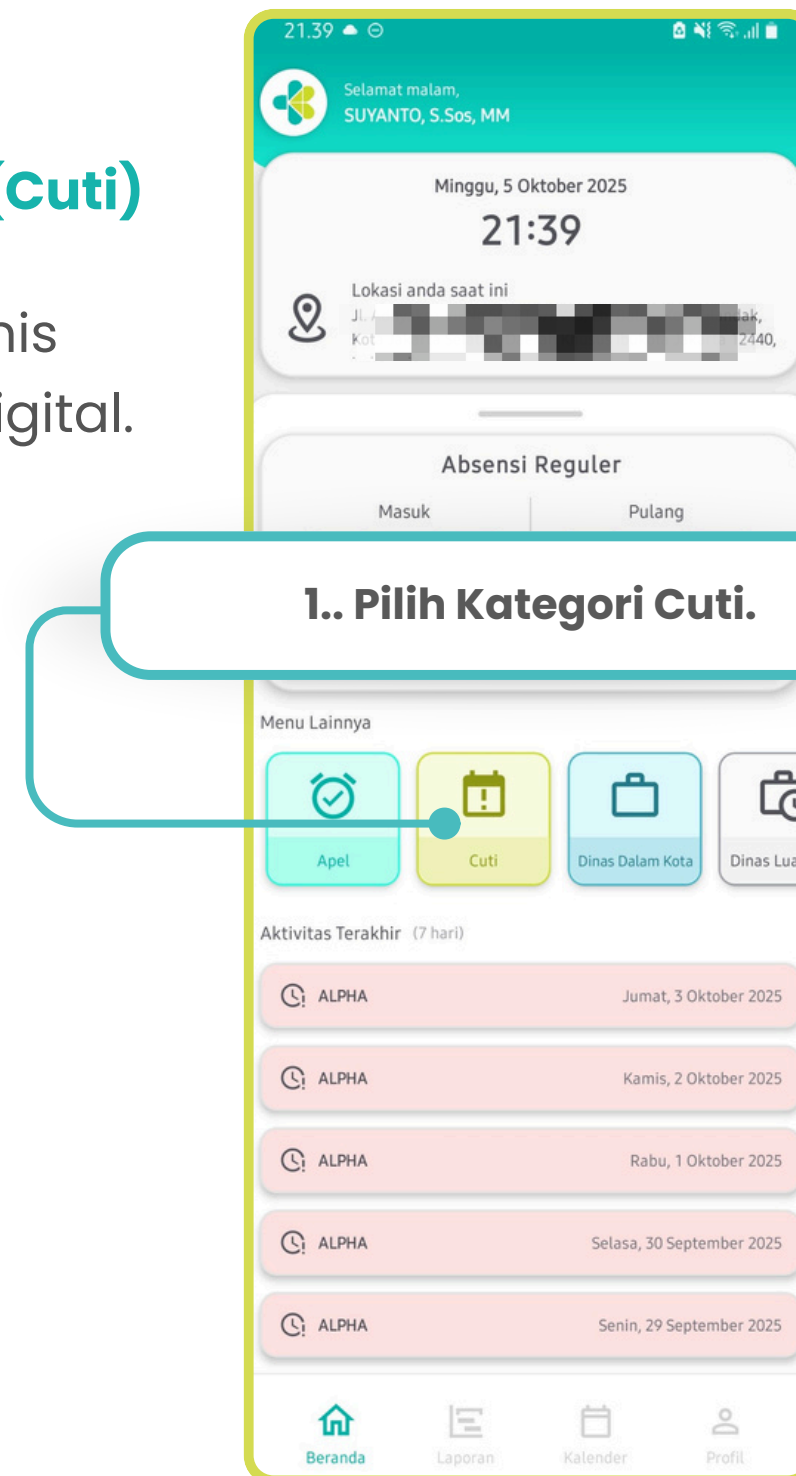 21.39
Selamat malam,
SUYANTO, S.Sos, MM
(Cuti)
Minggu, 5 Oktober 2025
21:39
Lokasi anda saat ini
Jl.
Kot 2440,
igital.
Absensi Reguler
Masuk Pulang
1.. Pilih Kategori Cuti.
Menu Lainnya
Apel Cuti Dinas Dalam Kota Dinas Lua
Aktivitas Terakhir (7 hari)
ALPHA Jumat, 3 Oktober 2025
ALPHA Kamis, 2 Oktober 2025
ALPHA Rabu, 1 Oktober 2025
ALPHA Selasa, 30 September 2025
ALPHA Senin, 29 September 2025
Beranda Laporan Kalender Profil